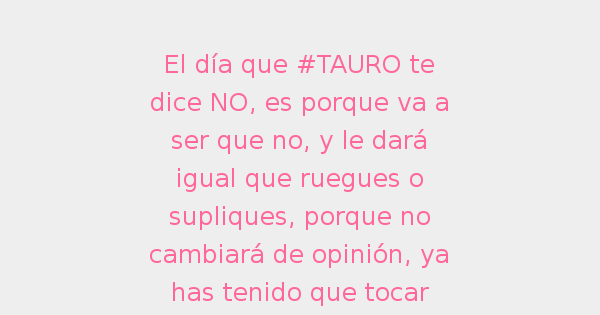 El día que #TAURO te
dice NO, es porque va a
ser que no, y le dará
igual que ruegues o
supliques, porque no
cambiará de opinión, ya
has tenido que tocar